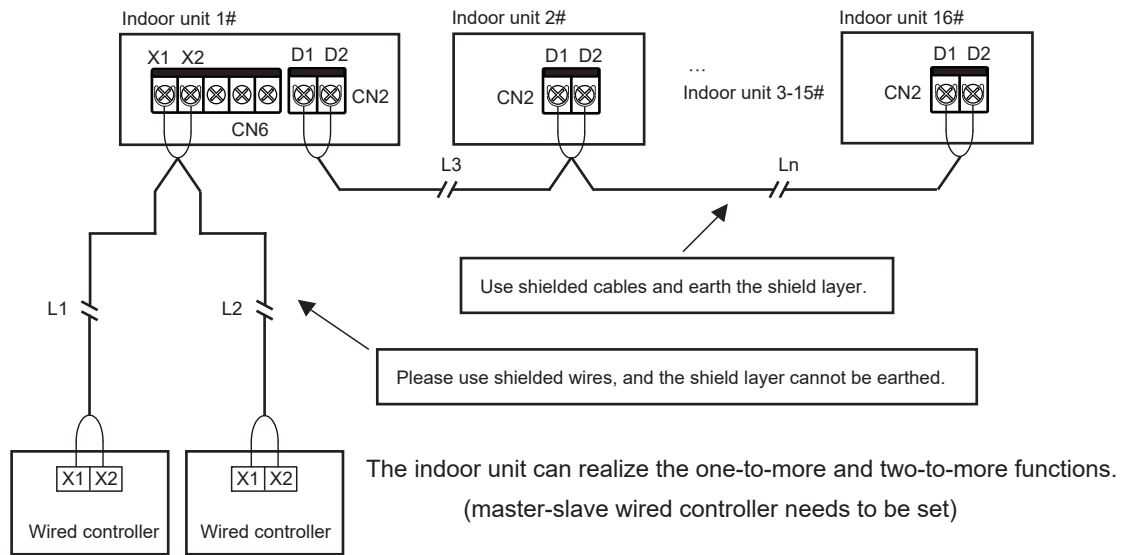 Indoor unit 1#
Indoor unit 2#
Indoor unit 16#
X1 X2
D1 D2
CN2
CN6
D1 D2
CN2
...
Indoor unit 3-15#
D1 D2
CN2
L3
Ln
Use shielded cables and earth the shield layer.
L1
L2
Please use shielded wires, and the shield layer cannot be earthed.
X1 X2
Wired controller
X1 X2
Wired controller
The indoor unit can realize the one-to-more and two-to-more functions.
(master-slave wired controller needs to be set)